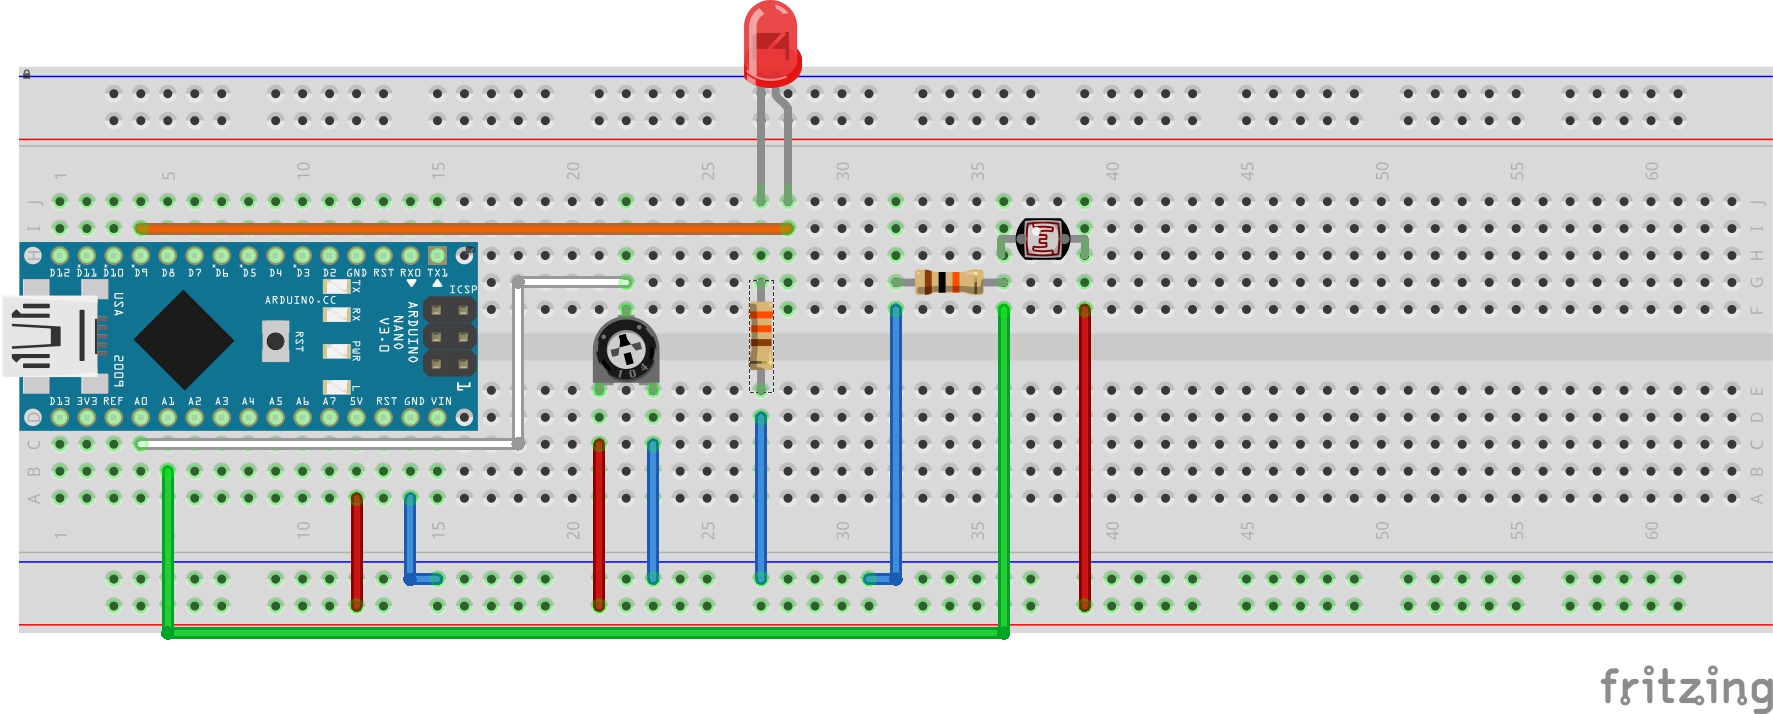 1 5 10 15 20 25 30 35 40 45 50 55 60
J J
I I
H D12 D11 D10 D9 D8 D7 D6 D5 D4 D3 D2 GND RST RX0 TX1 H
G TX ICSP G
USA ARDUINO.CC
F RX RST ARDUINO NANO V3.0 F
PWR
2009 L 1 104
E
D13 3V3 REF A0 A1 A2 A3 A4 A5 A6 A7 5V RST GND VIN
D D
C C
B B
A A
1 5 10 15 20 25 30 35 40 45 50 55 60
fritzing